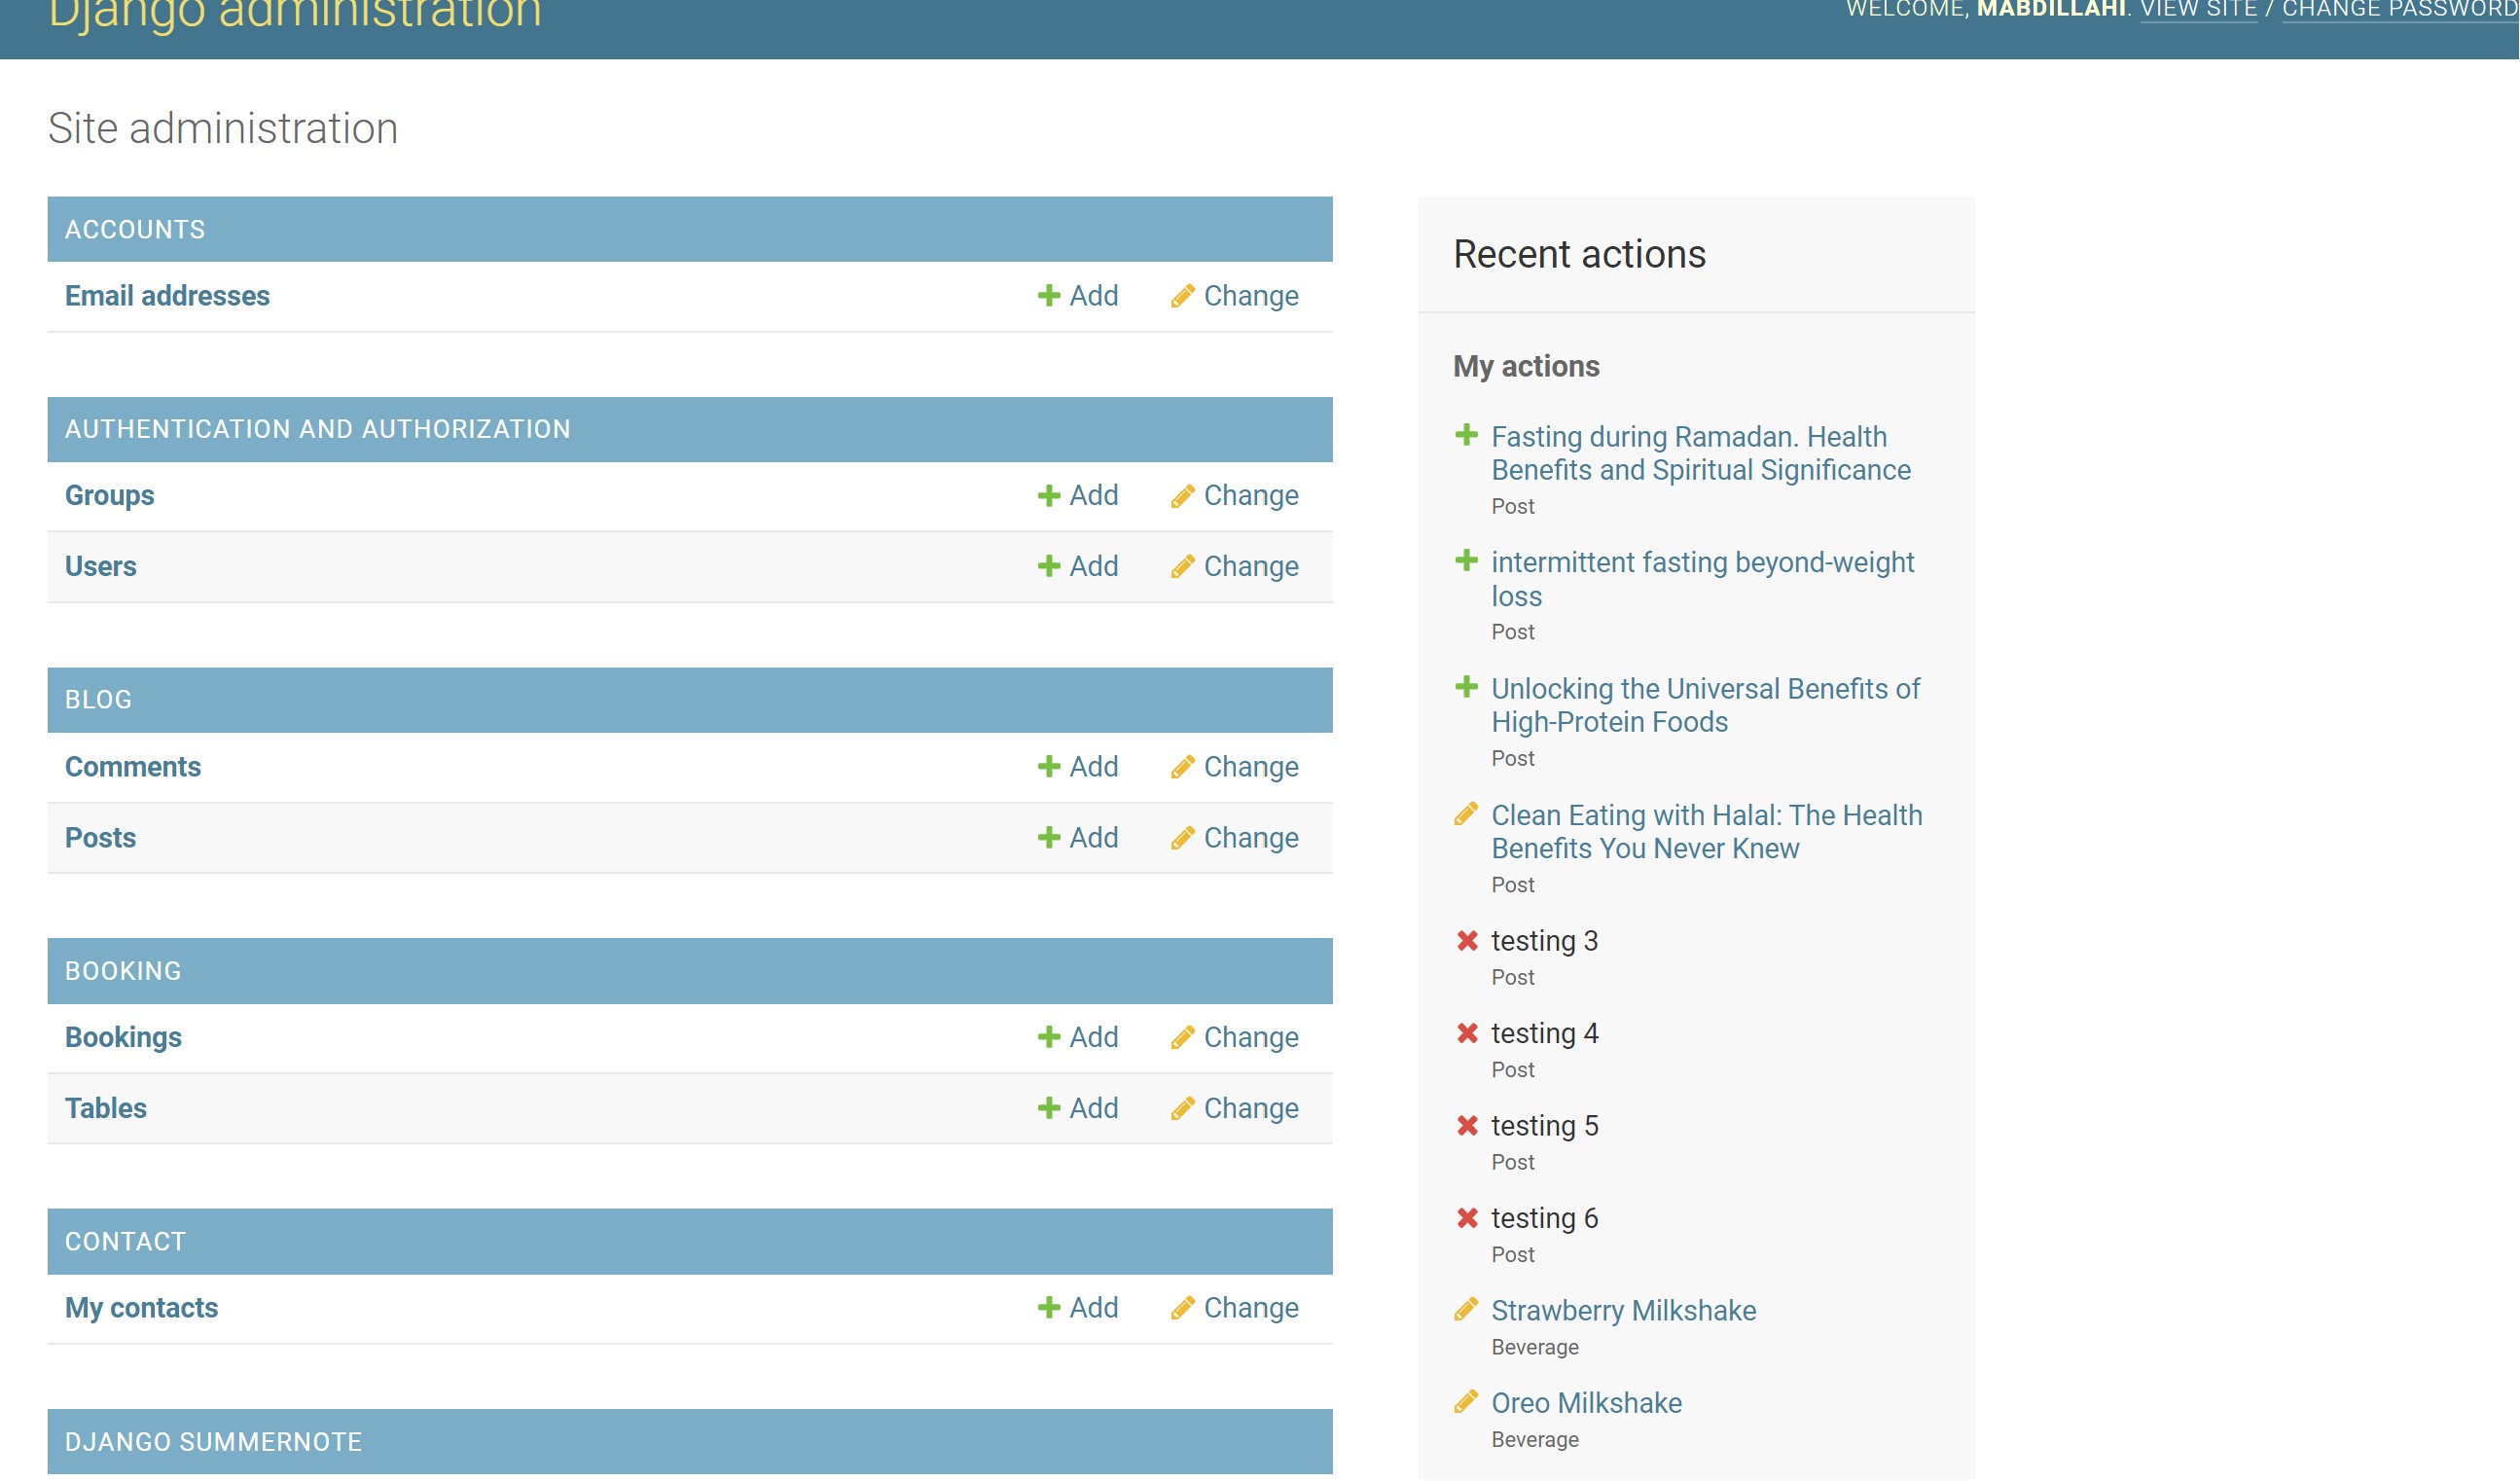 Django administration
WELCOME, MABDILLAHI. VIEW SITE / CHANGE PASSWORD
Site administration
ACCOUNTS
Email addresses Add Change
AUTHENTICATION AND AUTHORIZATION
Groups Add Change
Users Add Change
BLOG
Comments Add Change
Posts Add Change
BOOKING
Bookings Add Change
Tables Add Change
CONTACT
My contacts Add Change
DJANGO SUMMERNOTE
Recent actions
My actions
Fasting during Ramadan. Health
Benefits and Spiritual Significance
Post
intermittent fasting beyond-weight
loss
Post
Unlocking the Universal Benefits of
High-Protein Foods
Post
Clean Eating with Halal: The Health
Benefits You Never Knew
Post
testing 3
Post
testing 4
Post
testing 5
Post
testing 6
Post
Strawberry Milkshake
Beverage
Oreo Milkshake
Beverage